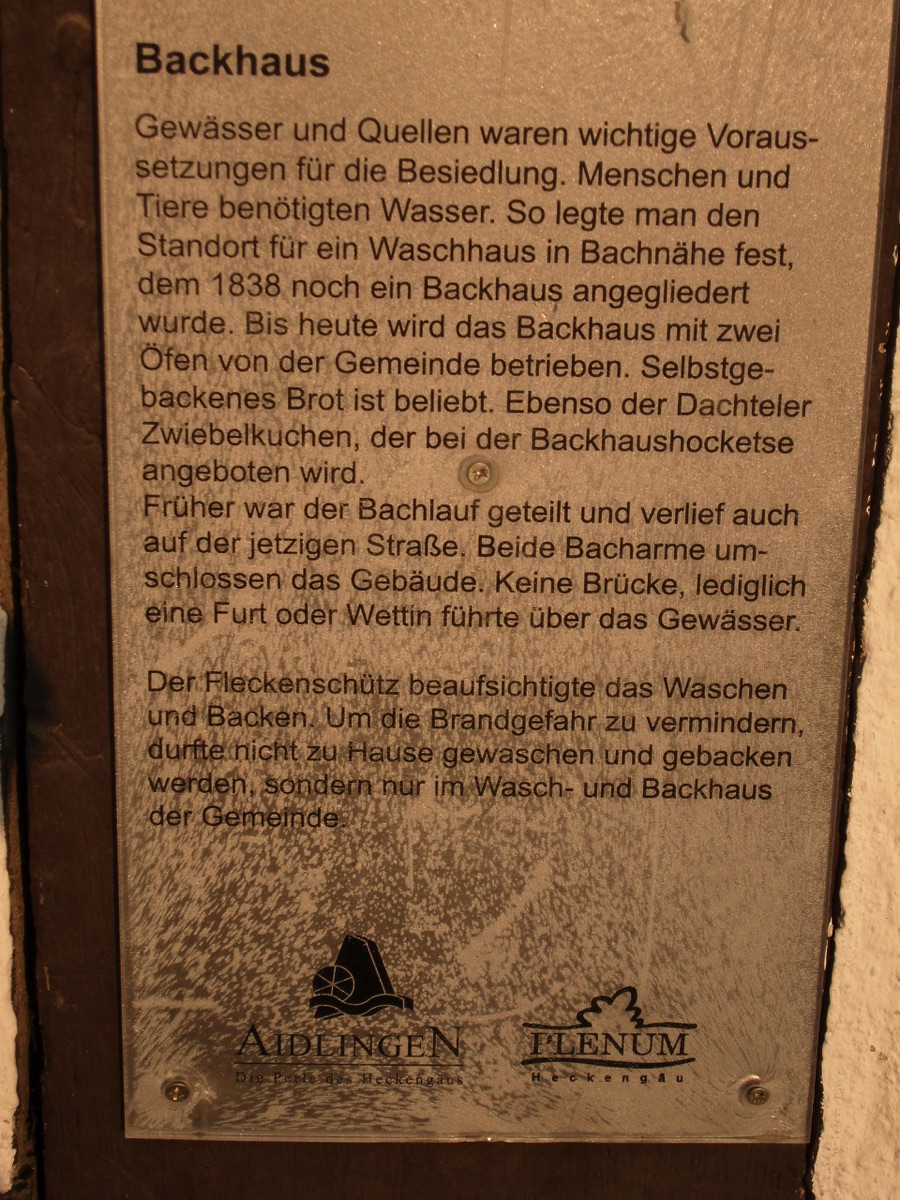 Backhaus
Gewässer und Quellen waren wichtige Voraus-
setzungen für die Besiedlung. Menschen und
Tiere benötigten Wasser. So legte man den
Standort für ein Waschhaus in Bachnähe fest,
dem 1838 noch ein Backhaus angegliedert
wurde. Bis heute wird das Backhaus mit zwei
Öfen von der Gemeinde betrieben. Selbstge-
backenes Brot ist beliebt. Ebenso der Dachteler
Zwiebelkuchen, der bei der Backhaushocketse
angeboten wird.
Früher war der Bachlauf geteilt und verlief auch
auf der jetzigen Straße. Beide Bacharme um-
schlossen das Gebäude. Keine Brücke, lediglich
eine Furt oder Wettin führte über das Gewässer.
Der Fleckenschütz beaufsichtigte das Waschen
und Backen. Um die Brandgefahr zu vermindern,
durfte nicht zu Hause gewaschen und gebacken
werden, sondern nur im Wasch- und Backhaus
der Gemeinde.
AIDLINGEN
Die Perle des Heckengäus
PLENUM
Heckengäu